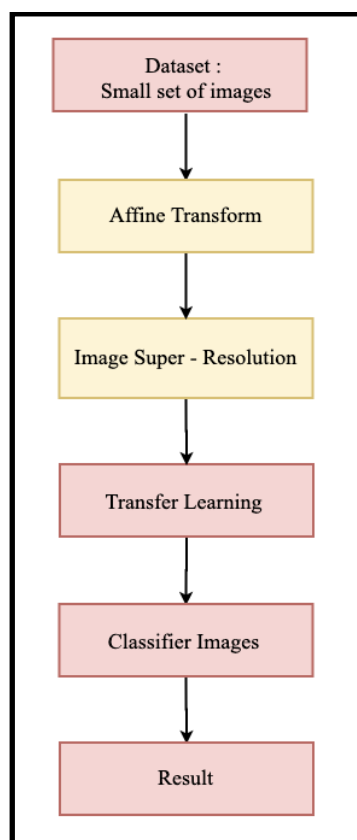 Dataset :
Small set of images
Affine Transform
Image Super - Resolution
Transfer Learning
Classifier Images
Result